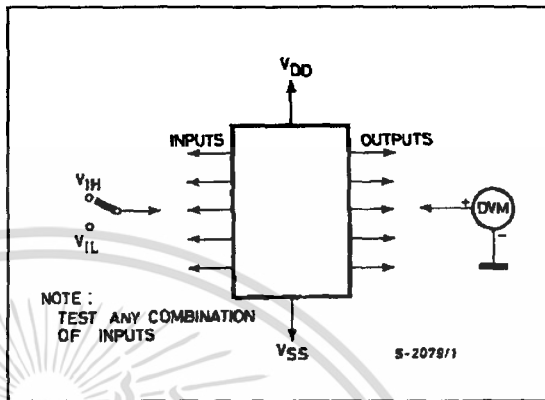 VDD
INPUTS
OUTPUTS
VIH
VIL
+
DVM
-
NOTE :
TEST ANY COMBINATION
OF INPUTS
VSS
S-2079/1